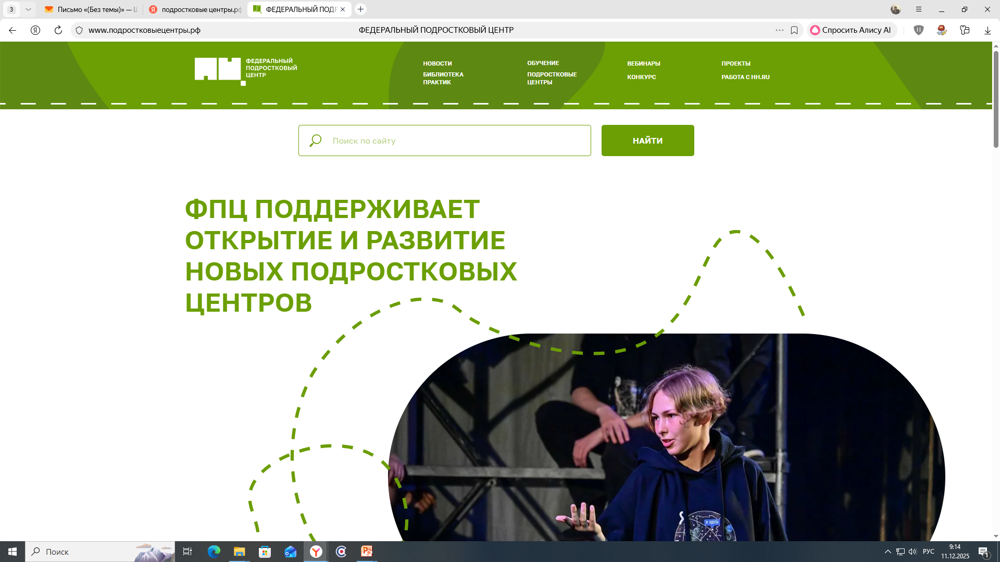 3
Письмо «(Без темы)» — Ц
подростковые центры.рф
ФЕДЕРАЛЬНЫЙ ПОДР
www.подростковыецентры.рф
ФЕДЕРАЛЬНЫЙ ПОДРОСТКОВЫЙ ЦЕНТР
Спросить Алису AI
ФЕДЕРАЛЬНЫЙ
ПОДРОСТКОВЫЙ
ЦЕНТР
НОВОСТИ
БИБЛИОТЕКА
ПРАКТИК
ОБУЧЕНИЕ
ПОДРОСТКОВЫЕ
ЦЕНТРЫ
ВЕБИНАРЫ
КОНКУРС
ПРОЕКТЫ
РАБОТА С HH.RU
Поиск по сайту
НАЙТИ
ФПЦ ПОДДЕРЖИВАЕТ
ОТКРЫТИЕ И РАЗВИТИЕ
НОВЫХ ПОДРОСТКОВЫХ
ЦЕНТРОВ
Я ЗДЕСЬ
Поиск
РУС
9:14
11.12.2025
1